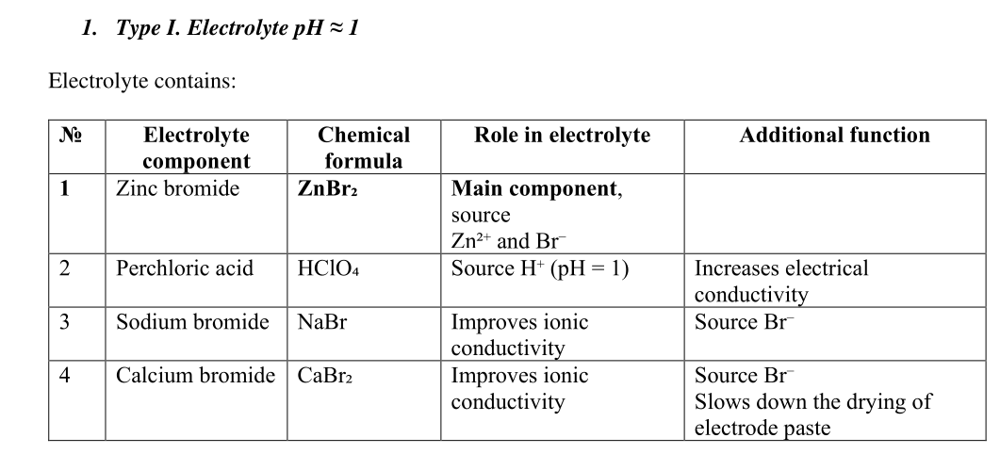 1. Type I. Electrolyte pH ≈ 1
Electrolyte contains:
№ Electrolyte component Chemical formula Role in electrolyte Additional function
1 Zinc bromide ZnBr₂ Main component, source Zn²⁺ and Br⁻
2 Perchloric acid HClO₄ Source H⁺ (pH = 1) Increases electrical conductivity
3 Sodium bromide NaBr Improves ionic conductivity Source Br⁻
4 Calcium bromide CaBr₂ Improves ionic conductivity Source Br⁻ Slows down the drying of electrode paste